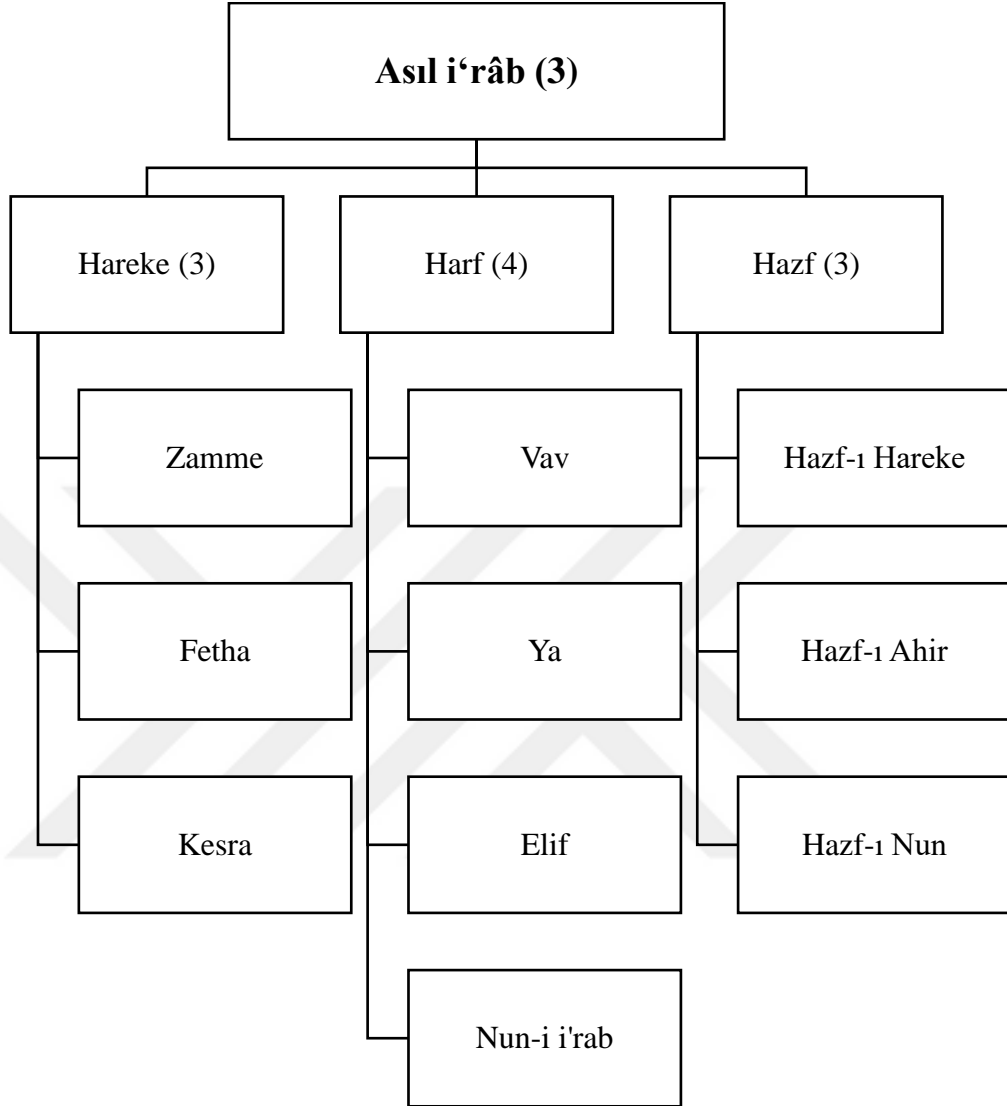 Asıl i‘râb (3)
Hareke (3)
Zamme
Fetha
Kesra
Harf (4)
Vav
Ya
Elif
Nun-i i'rab
Hazf (3)
Hazf-ı Hareke
Hazf-ı Ahir
Hazf-ı Nun